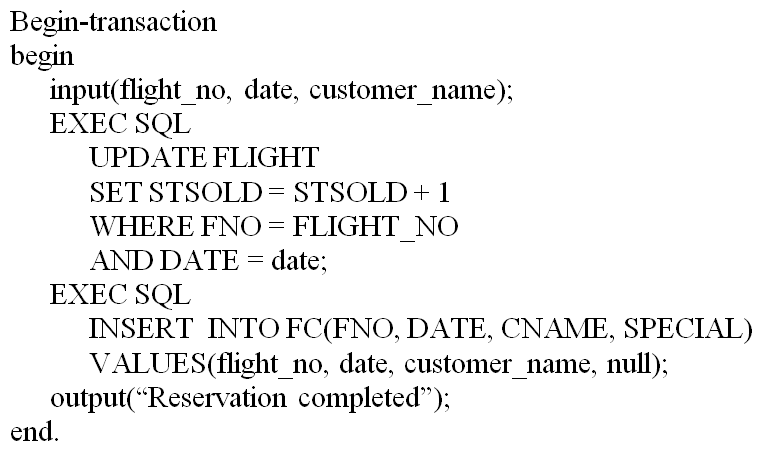 Begin-transaction
begin
input(flight_no, date, customer_name);
EXEC SQL
UPDATE FLIGHT
SET STSOLD = STSOLD + 1
WHERE FNO = FLIGHT_NO
AND DATE = date;
EXEC SQL
INSERT INTO FC(FNO, DATE, CNAME, SPECIAL)
VALUES(flight_no, date, customer_name, null);
output(“Reservation completed”);
end.